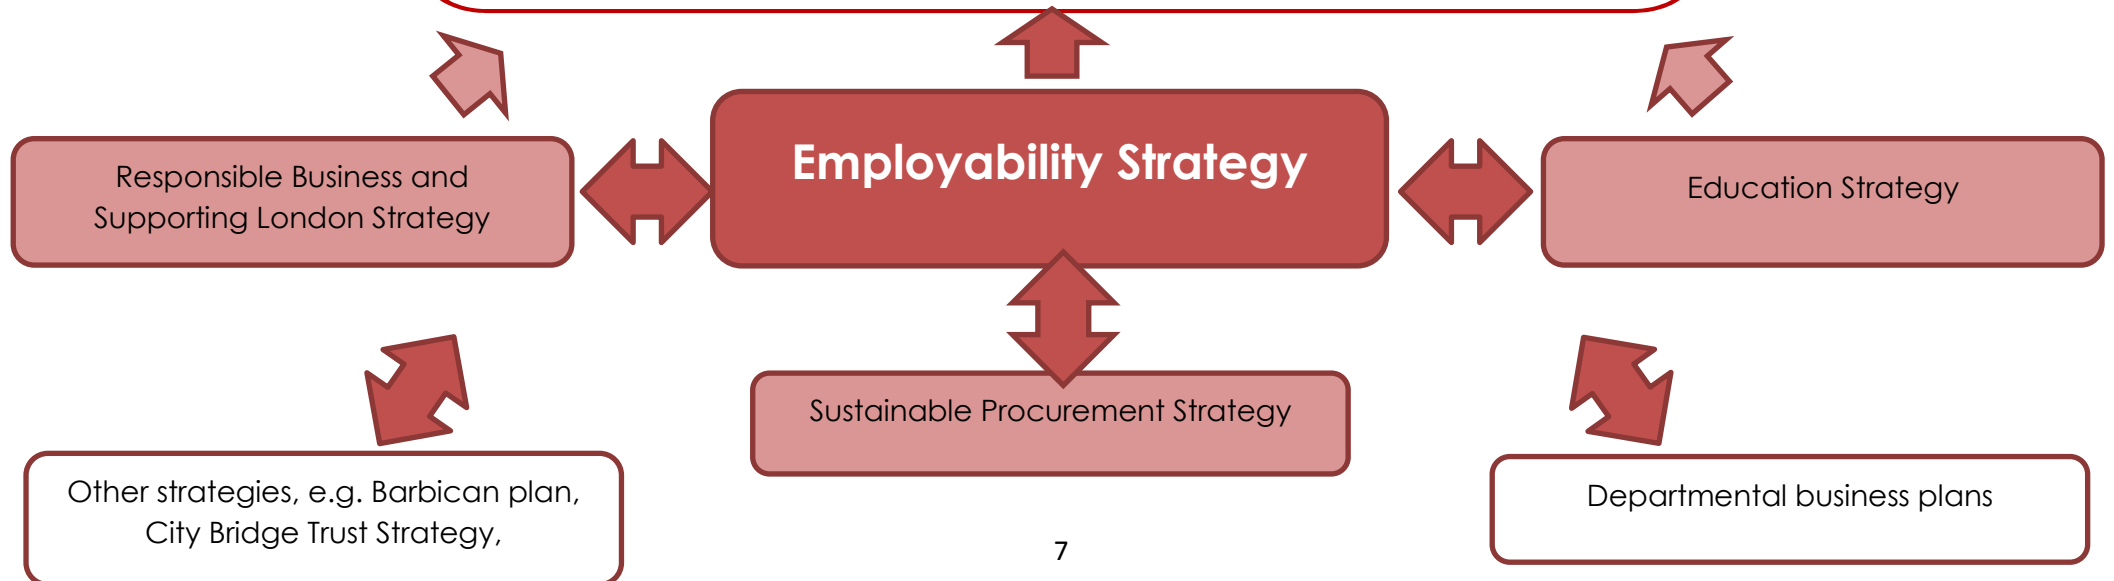 Employability Strategy
Responsible Business and
Supporting London Strategy
Education Strategy
Sustainable Procurement Strategy
Other strategies, e.g. Barbican plan,
City Bridge Trust Strategy,
Departmental business plans
7